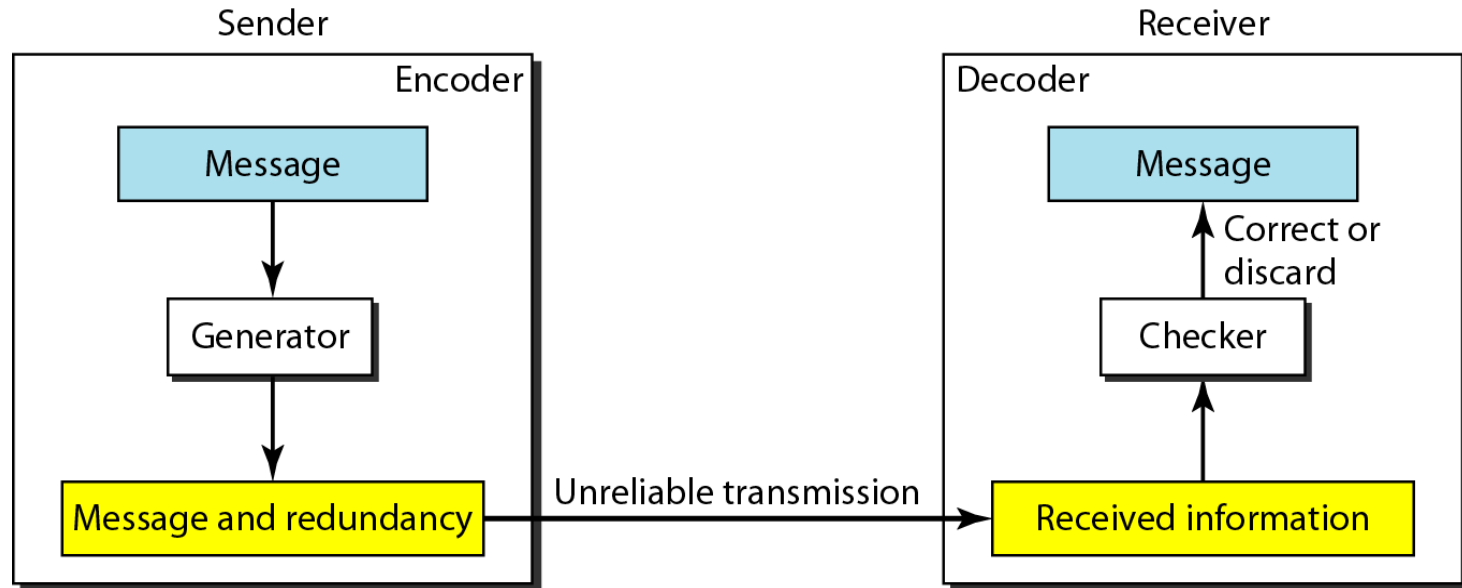 Sender
Encoder
Message
Generator
Message and redundancy
Unreliable transmission
Receiver
Decoder
Message
Correct or
discard
Checker
Received information